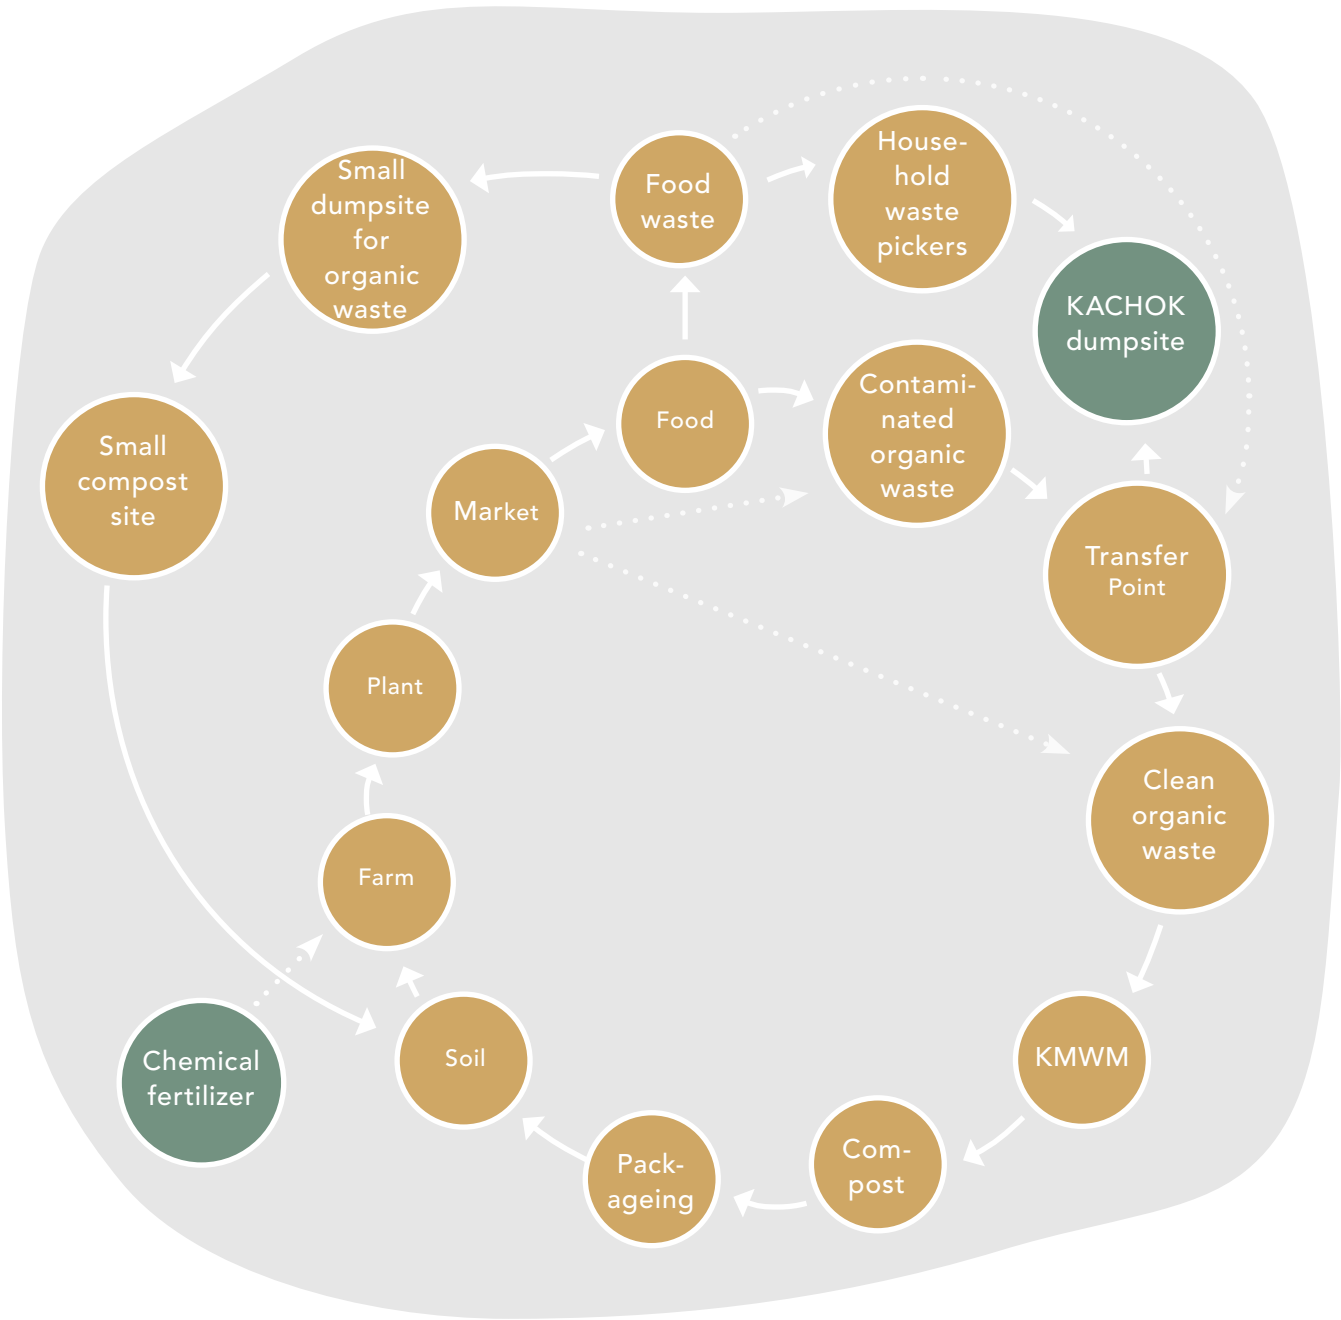 Food
waste
House-
hold
waste
pickers
Small
dumpsite
for
organic
waste
KACHOK
dumpsite
Food
Contami-
nated
organic
waste
Small
compost
site
Market
Transfer
Point
Plant
Clean
organic
waste
Farm
Chemical
fertilizer
Soil
KMWM
Com-
post
Pack-
ageing